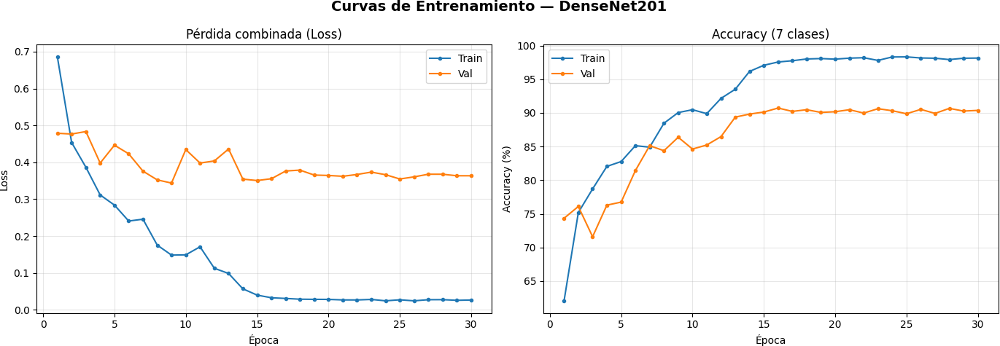 Curvas de Entrenamiento — DenseNet201
Pérdida combinada (Loss)
0.7
0.6
0.5
0.4
0.3
0.2
0.1
0.0
Loss
0
5
10
15
20
25
30
Época
Train
Val
Accuracy (7 clases)
100
95
90
85
80
75
70
65
Accuracy (%)
0
5
10
15
20
25
30
Época
Train
Val